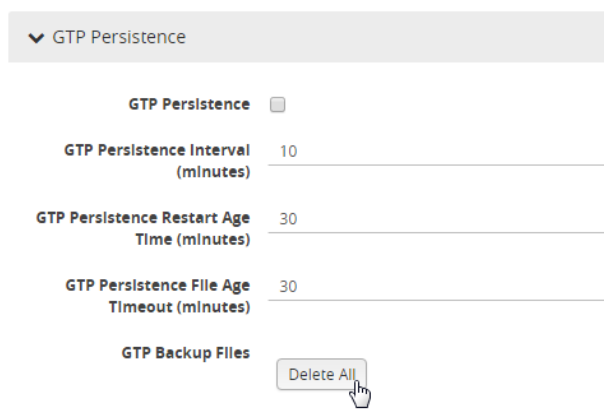 GTP Persistence
GTP Persistence
GTP Persistence Interval
(minutes)
10
GTP Persistence Restart Age
Time (minutes)
30
GTP Persistence File Age
Timeout (minutes)
30
GTP Backup Files
Delete All